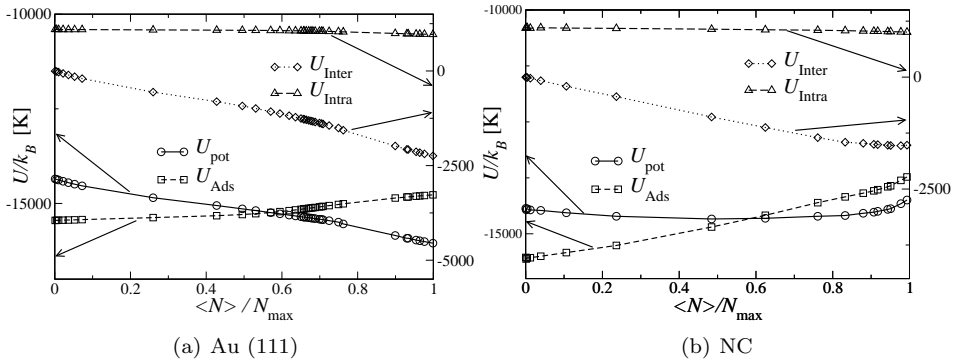 -10000
-15000
U/k_B [K]
0
-2500
-5000
U_Inter
U_Intra
U_pot
U_Ads
0 0.2 0.4 0.6 0.8 1
<N> / N_max
(a) Au (111)
-10000
-15000
U/k_B [K]
0
-2500
U_Inter
U_Intra
U_pot
U_Ads
0 0.2 0.4 0.6 0.8 1
<N>/N_max
(b) NC